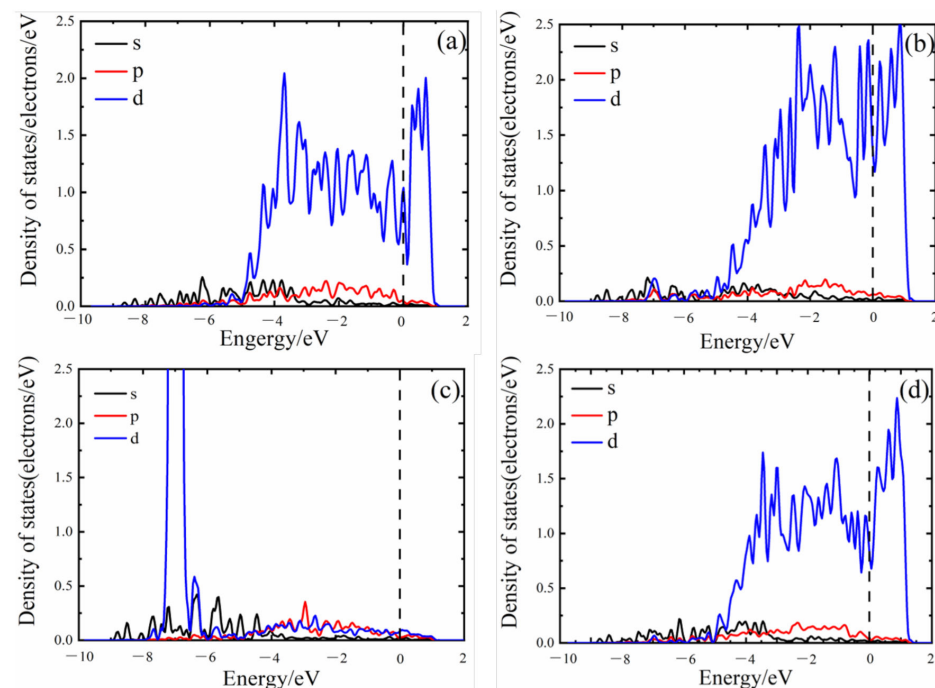 (a)
s
p
d
Density of states/electrons/eV)
2.5
2.0
1.5
1.0
0.5
0.0
−10 −8 −6 −4 −2 0 2
Engergy/eV
(b)
s
p
d
Density of states(electrons/eV)
2.5
2.0
1.5
1.0
0.5
0.0
−10 −8 −6 −4 −2 0 2
Energy/eV
(c)
s
p
d
Density of states(electrons/eV)
2.5
2.0
1.5
1.0
0.5
0.0
−10 −8 −6 −4 −2 0 2
Energy/eV
(d)
s
p
d
Density of states(electrons/eV)
2.5
2.0
1.5
1.0
0.5
0.0
−10 −8 −6 −4 −2 0 2
Energy/eV